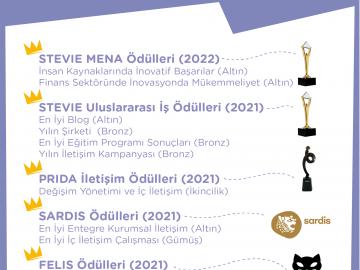 STEVIE MENA Ödülleri (2022)
İnsan Kaynaklarında İnovatif Başarılar (Altın)
Finans Sektöründe İnovasyonda Mükemmeliyet (Altın)
STEVIE Uluslararası İş Ödülleri (2021)
En İyi Blog (Altın)
Yılın Şirketi (Bronz)
En İyi Eğitim Programı Sonuçları (Bronz)
Yılın İletişim Kampanyası (Bronz)
PRIDA İletişim Ödülleri (2021)
Değişim Yönetimi ve İç İletişim (İkincilik)
SARDIS Ödülleri (2021)
En İyi Entegre Kurumsal İletişim (Altın)
En İyi İç İletişim Çalışması (Gümüş)
sardis
FELIS Ödülleri (2021)